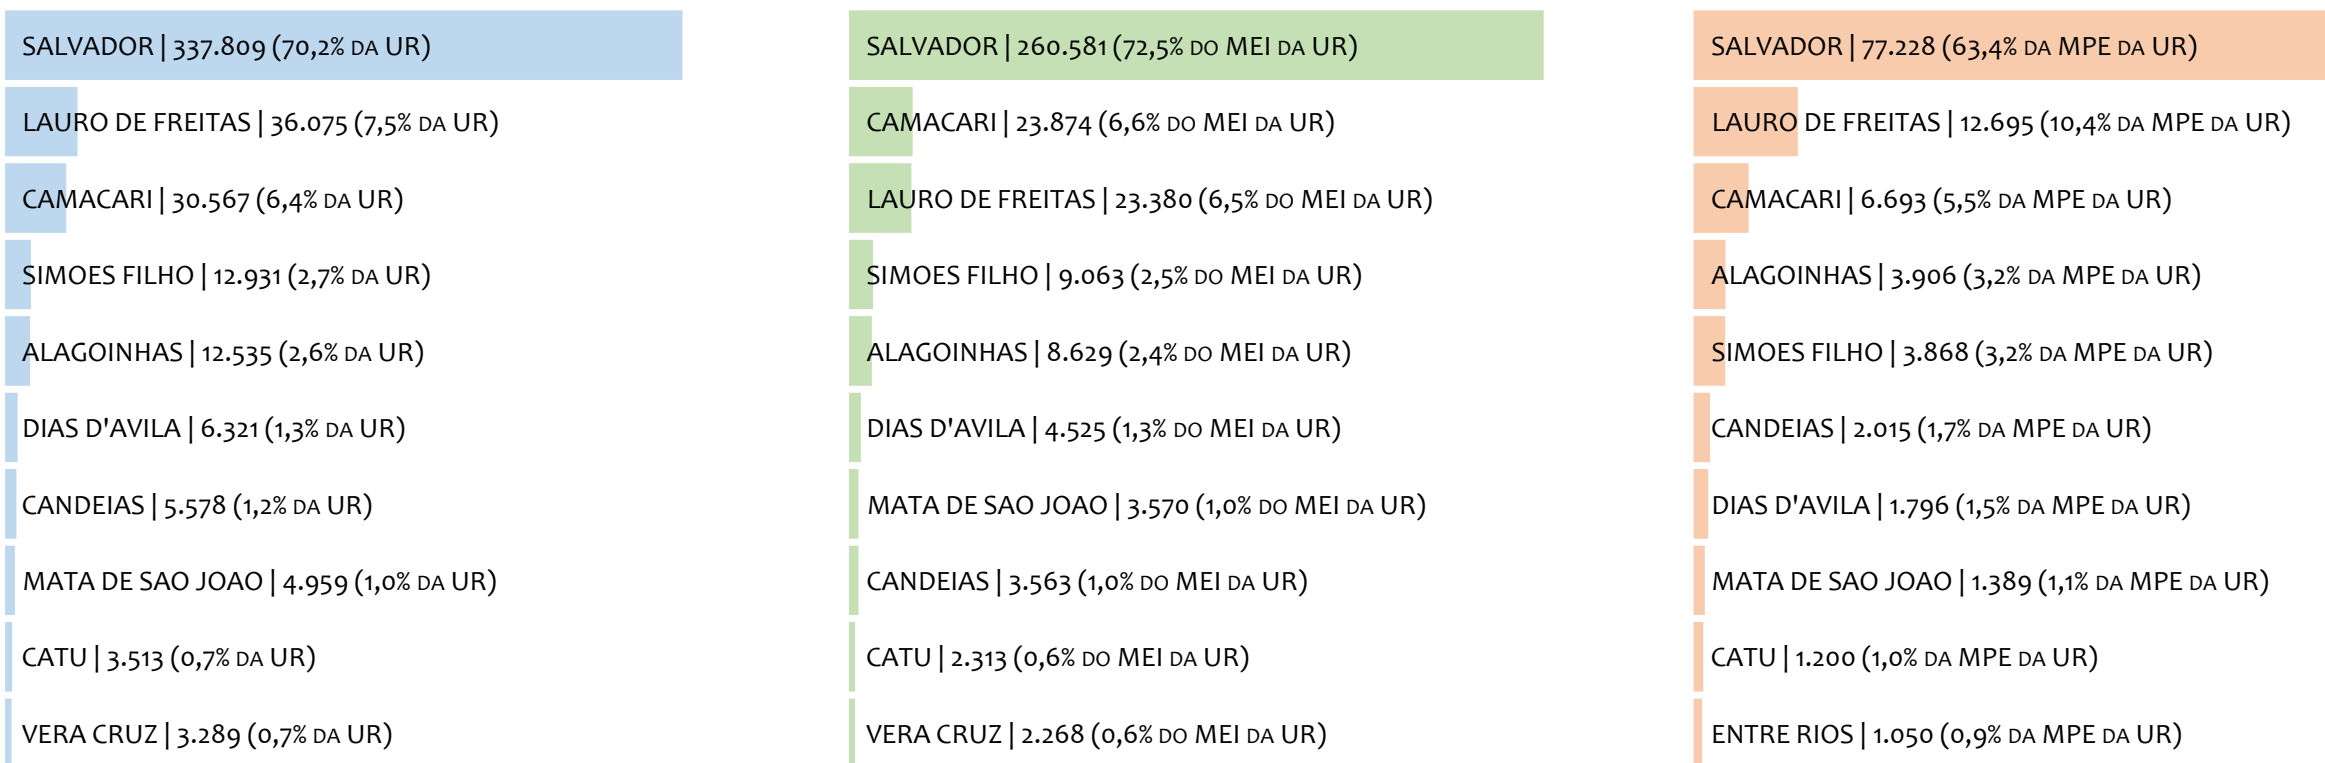 SALVADOR | 337.809 (70,2% DA UR)
LAURO DE FREITAS | 36.075 (7,5% DA UR)
CAMACARI | 30.567 (6,4% DA UR)
SIMOES FILHO | 12.931 (2,7% DA UR)
ALAGOINHAS | 12.535 (2,6% DA UR)
DIAS D'AVILA | 6.321 (1,3% DA UR)
CANDEIAS | 5.578 (1,2% DA UR)
MATA DE SAO JOAO | 4.959 (1,0% DA UR)
CATU | 3.513 (0,7% DA UR)
VERA CRUZ | 3.289 (0,7% DA UR)
SALVADOR | 260.581 (72,5% DO MEI DA UR)
CAMACARI | 23.874 (6,6% DO MEI DA UR)
LAURO DE FREITAS | 23.380 (6,5% DO MEI DA UR)
SIMOES FILHO | 9.063 (2,5% DO MEI DA UR)
ALAGOINHAS | 8.629 (2,4% DO MEI DA UR)
DIAS D'AVILA | 4.525 (1,3% DO MEI DA UR)
MATA DE SAO JOAO | 3.570 (1,0% DO MEI DA UR)
CANDEIAS | 3.563 (1,0% DO MEI DA UR)
CATU | 2.313 (0,6% DO MEI DA UR)
VERA CRUZ | 2.268 (0,6% DO MEI DA UR)
SALVADOR | 77.228 (63,4% DA MPE DA UR)
LAURO DE FREITAS | 12.695 (10,4% DA MPE DA UR)
CAMACARI | 6.693 (5,5% DA MPE DA UR)
ALAGOINHAS | 3.906 (3,2% DA MPE DA UR)
SIMOES FILHO | 3.868 (3,2% DA MPE DA UR)
CANDEIAS | 2.015 (1,7% DA MPE DA UR)
DIAS D'AVILA | 1.796 (1,5% DA MPE DA UR)
MATA DE SAO JOAO | 1.389 (1,1% DA MPE DA UR)
CATU | 1.200 (1,0% DA MPE DA UR)
ENTRE RIOS | 1.050 (0,9% DA MPE DA UR)